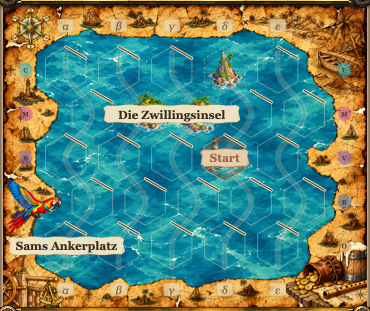 α β γ δ ε
C C
M M
V V
Die Zwillingsinsel
Start
B
Sams Ankerplatz
O
α β γ δ ε